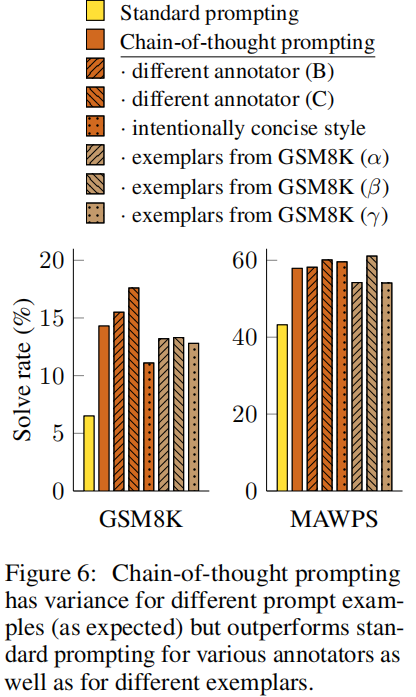 Standard prompting
Chain-of-thought prompting
· different annotator (B)
· different annotator (C)
· intentionally concise style
· exemplars from GSM8K (α)
· exemplars from GSM8K (β)
· exemplars from GSM8K (γ)
Solve rate (%)
20
15
10
5
0
GSM8K
60
40
20
0
MAWPS
Figure 6: Chain-of-thought prompting
has variance for different prompt exam-
ples (as expected) but outperforms stan-
dard prompting for various annotators as
well as for different exemplars.